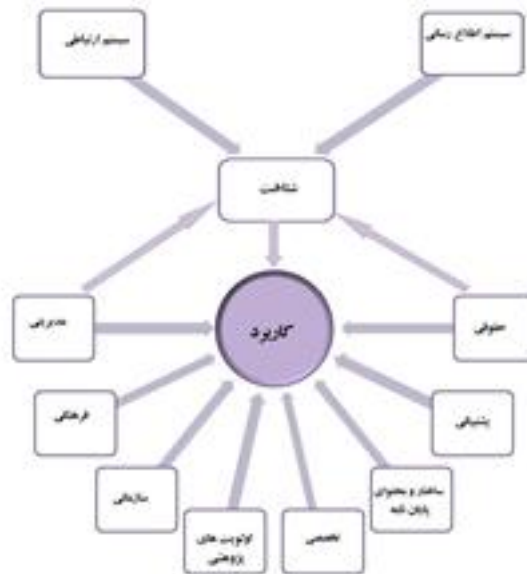 سیستم اطلاع رسانی
سیستم ارتباطی
شناخت
حقوقی
کاربرد
مدیریتی
پشتیبانی
فرهنگی
ساختار و محتوای
پایان نامه
تخصصی
اولویت های
پژوهشی
سازمانی